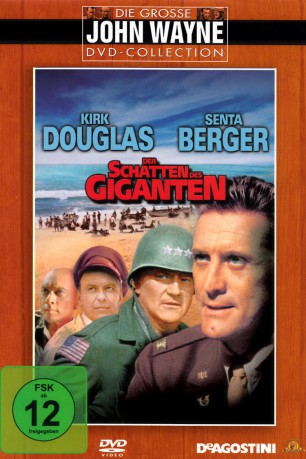 DIE GROSSE
JOHN WAYNE
DVD-COLLECTION
KIRK
DOUGLAS
SENTA
BERGER
DER
SCHATTEN DES
GIGANTEN
FSK
ab
12
freigegeben
DVD
VIDEO
DEAGOSTINI